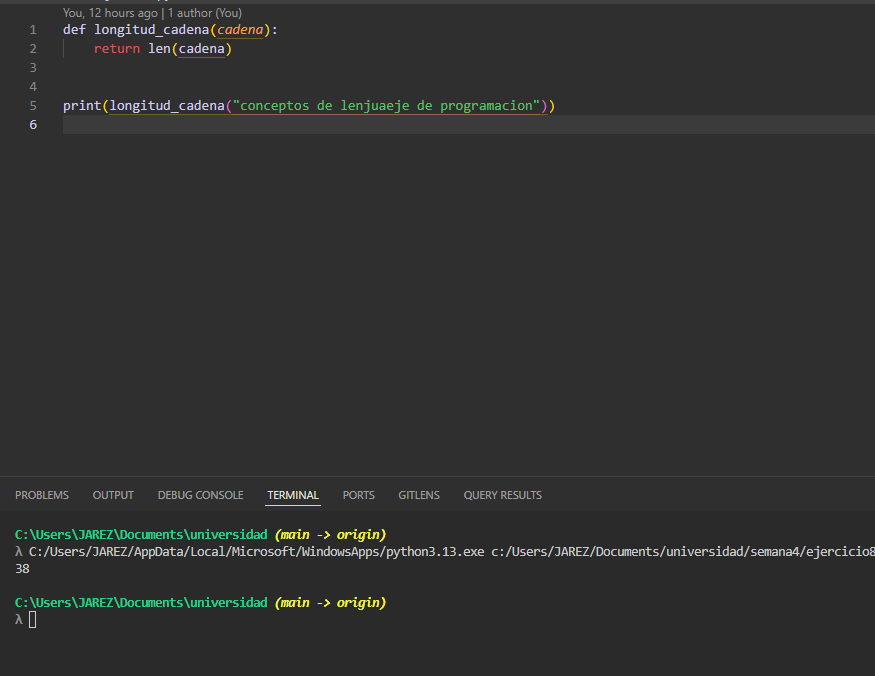 You, 12 hours ago | 1 author (You)
1 def longitud_cadena(cadena):
2     return len(cadena)
3
4
5 print(longitud_cadena("conceptos de lenjuaeje de programacion"))
6
PROBLEMS OUTPUT DEBUG CONSOLE TERMINAL PORTS GITLENS QUERY RESULTS
C:\Users\JAREZ\Documents\universidad (main -> origin)
λ C:/Users/JAREZ/AppData/Local/Microsoft/WindowsApps/python3.13.exe c:/Users/JAREZ/Documents/universidad/semana4/ejercicio8
38
C:\Users\JAREZ\Documents\universidad (main -> origin)
λ